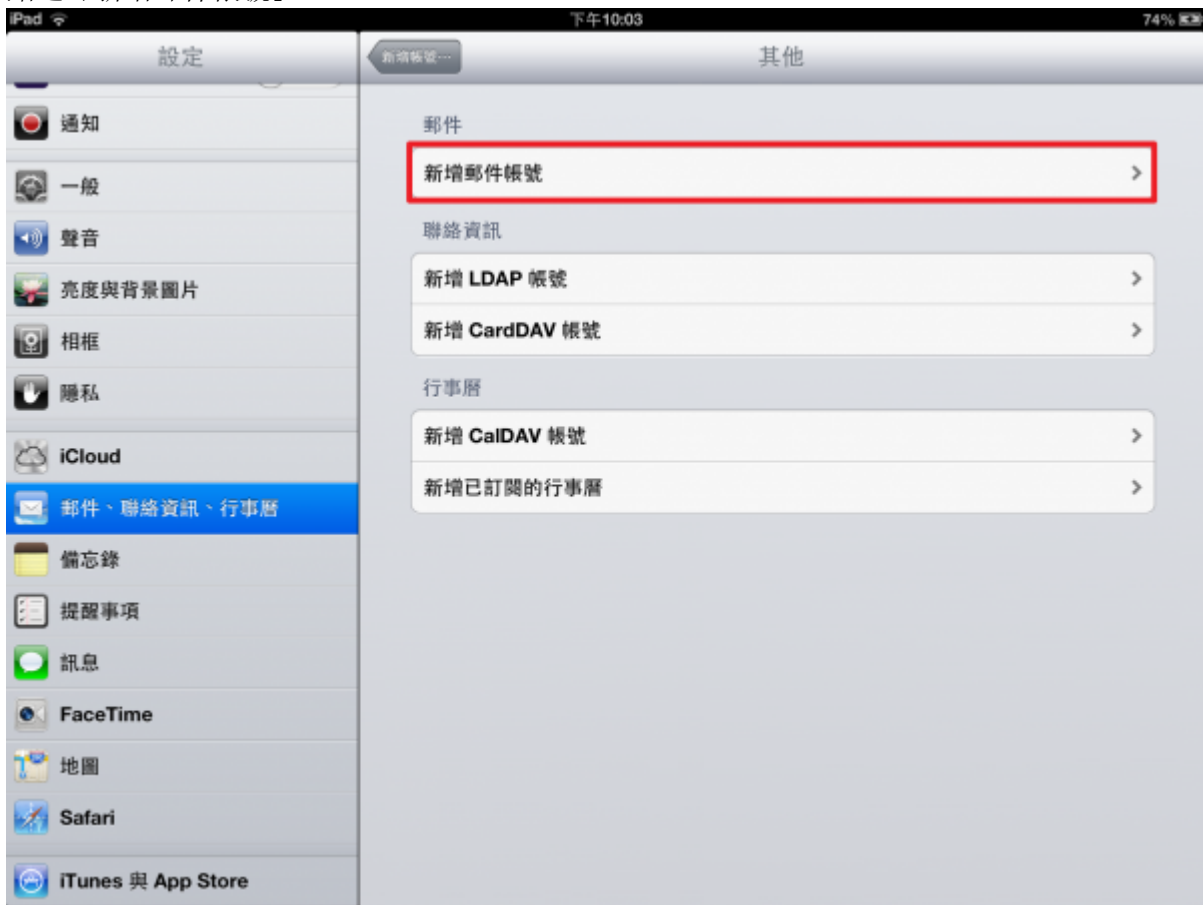 iPad 下午10:03 74%
設定
新增帳號… 其他
通知
一般
聲音
亮度與背景圖片
相框
隱私
iCloud
郵件、聯絡資訊、行事曆
備忘錄
提醒事項
訊息
FaceTime
地圖
Safari
iTunes 與 App Store
郵件
新增郵件帳號
聯絡資訊
新增 LDAP 帳號
新增 CardDAV 帳號
行事曆
新增 CalDAV 帳號
新增已訂閱的行事曆